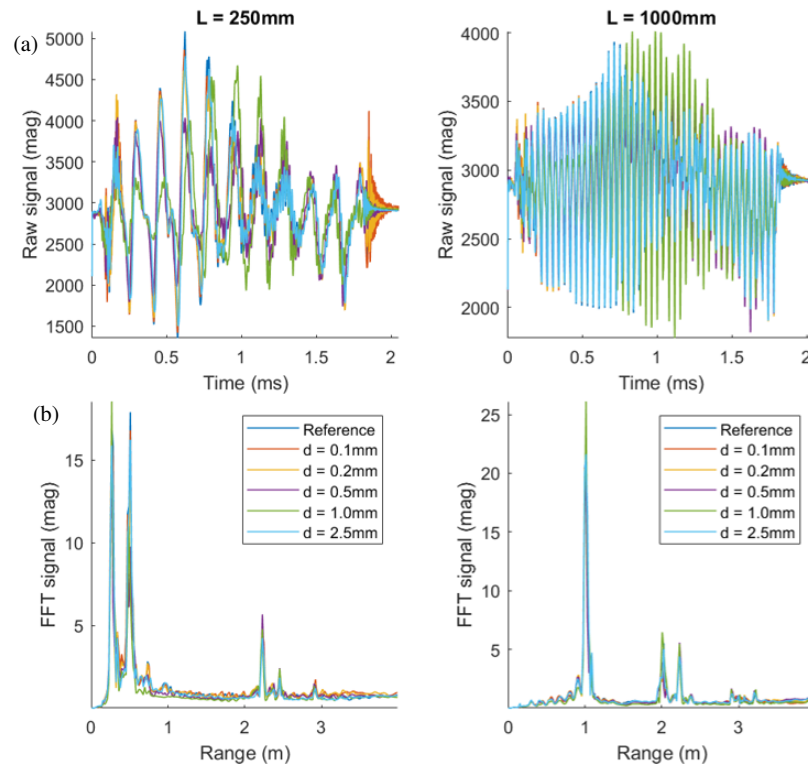 L = 250mm
L = 1000mm
(a)
5000
4500
4000
3500
3000
2500
2000
1500
Raw signal (mag)
0
0.5
1
1.5
2
Time (ms)
4000
3500
3000
2500
2000
Raw signal (mag)
0
0.5
1
1.5
2
Time (ms)
(b)
15
10
5
FFT signal (mag)
0
1
2
3
Range (m)
Reference
d = 0.1mm
d = 0.2mm
d = 0.5mm
d = 1.0mm
d = 2.5mm
25
20
15
10
5
FFT signal (mag)
0
1
2
3
Range (m)
Reference
d = 0.1mm
d = 0.2mm
d = 0.5mm
d = 1.0mm
d = 2.5mm